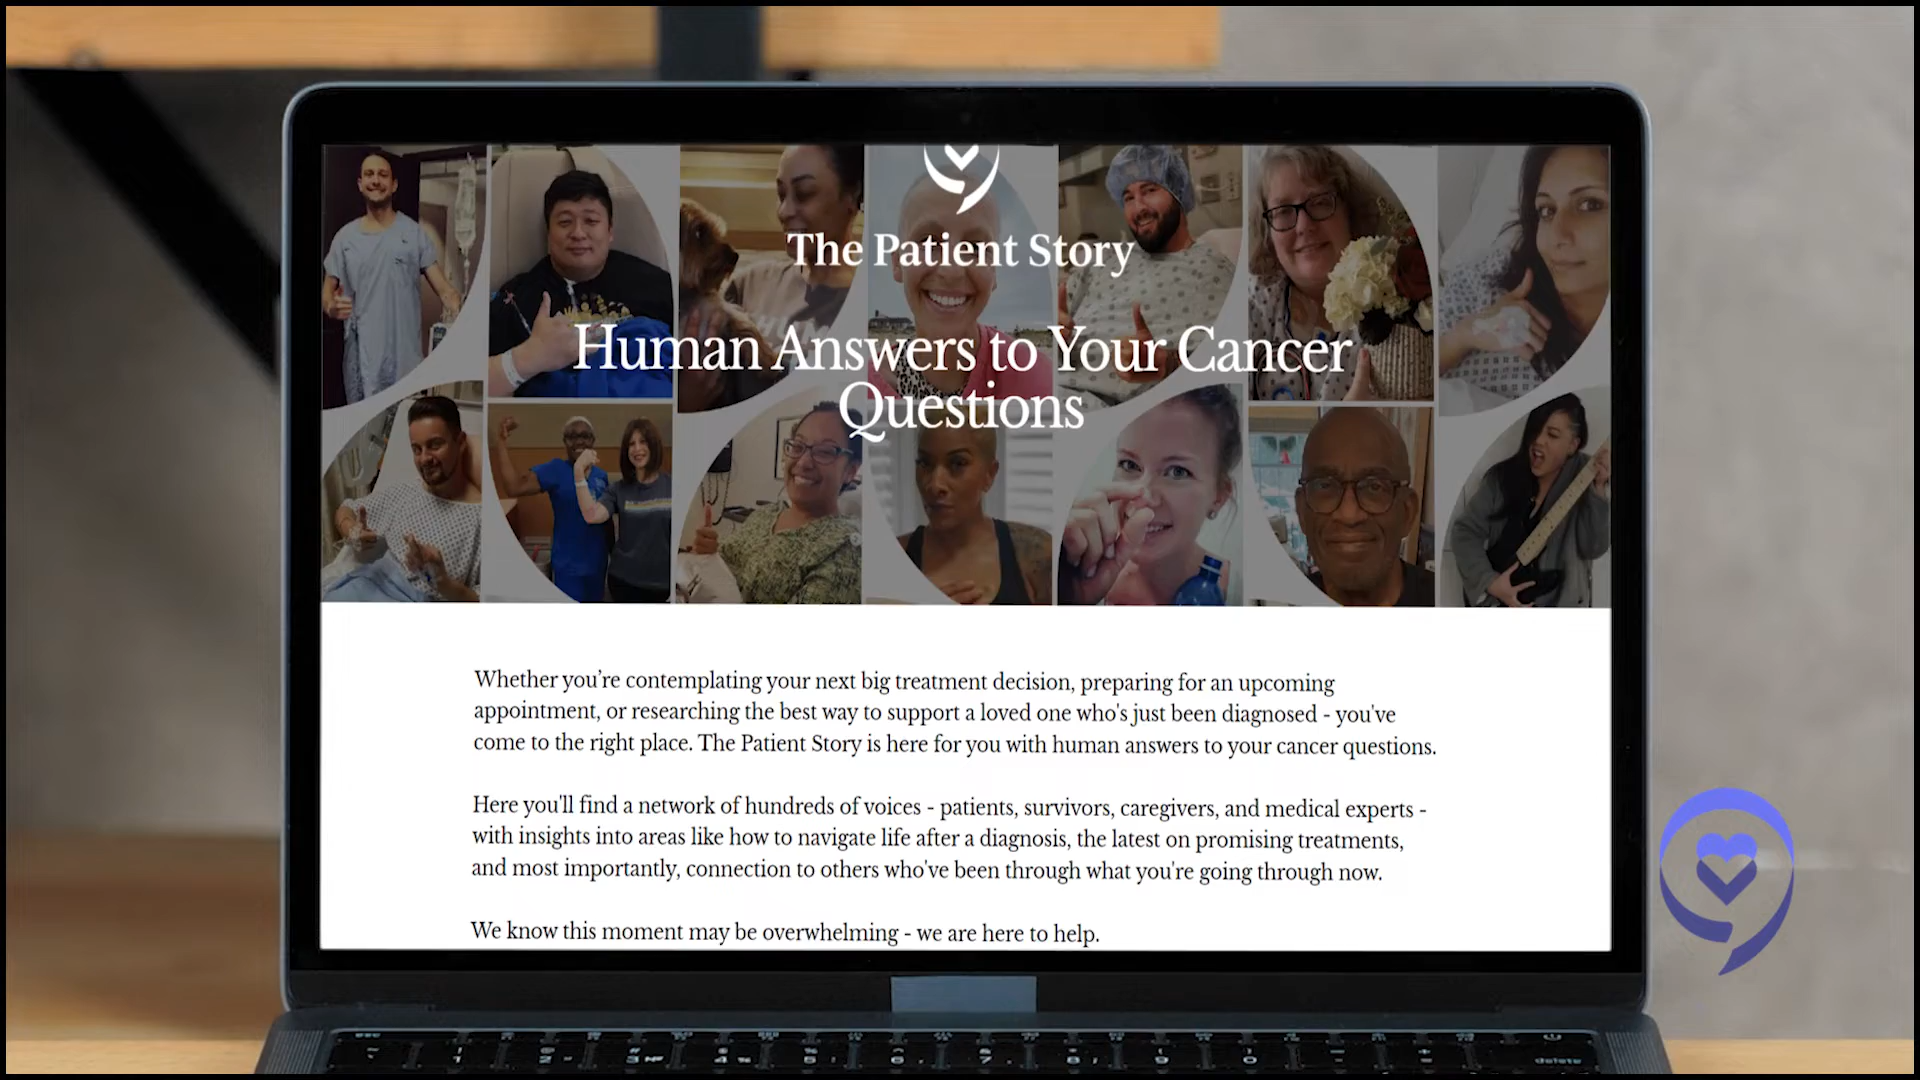 The Patient Story
Human Answers to Your Cancer
Questions
Whether you’re contemplating your next big treatment decision, preparing for an upcoming
appointment, or researching the best way to support a loved one who's just been diagnosed - you've
come to the right place. The Patient Story is here for you with human answers to your cancer questions.
Here you'll find a network of hundreds of voices - patients, survivors, caregivers, and medical experts -
with insights into areas like how to navigate life after a diagnosis, the latest on promising treatments,
and most importantly, connection to others who've been through what you're going through now.
We know this moment may be overwhelming - we are here to help.
delete